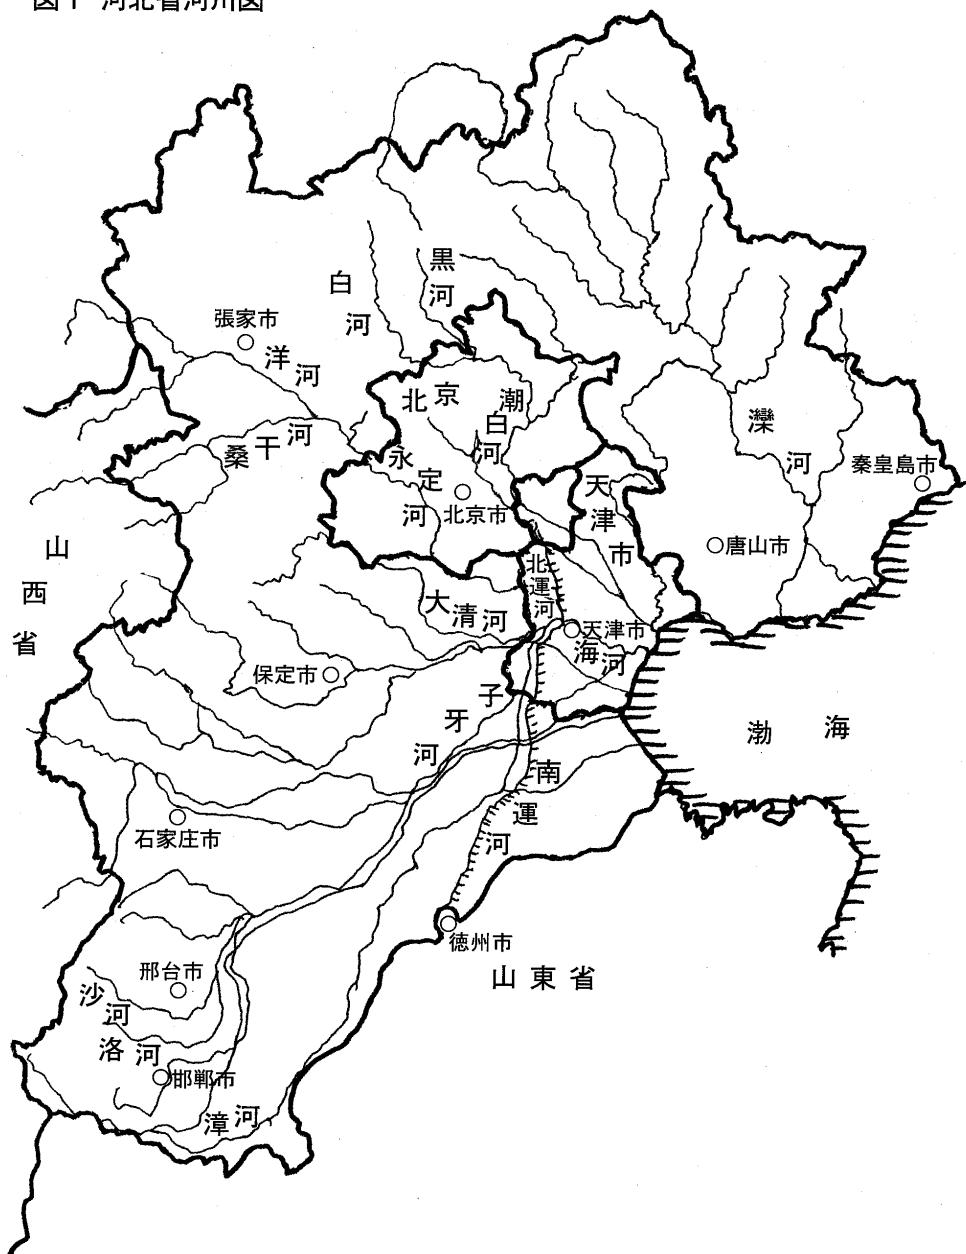 図1 河北省河川図
黒河
白河
張家市
洋河
北京
潮白河
灤河
桑干河
永定河
秦皇島市
天津市
北京市
唐山市
山西省
北運河
大清河
天津市
海河
保定市
子牙河
渤海
南運河
石家庄市
徳州市
山東省
邢台市
沙河
洛河
邯鄲市
漳河